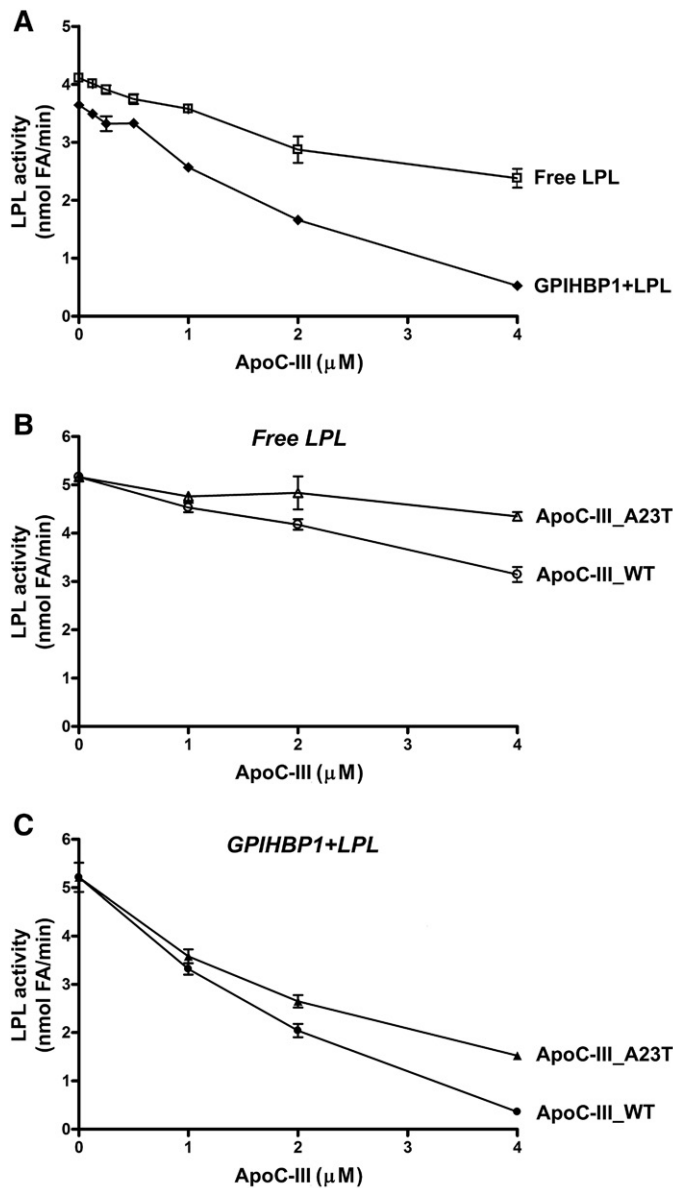 A
5
4
3
2
1
0
LPL activity
(nmol FA/min)
Free LPL
GPIHBP1+LPL
0 1 2 3 4
ApoC-III (μM)
B
Free LPL
6
5
4
3
2
1
0
LPL activity
(nmol FA/min)
ApoC-III_A23T
ApoC-III_WT
0 1 2 3 4
ApoC-III (μM)
C
GPIHBP1+LPL
6
5
4
3
2
1
0
LPL activity
(nmol FA/min)
ApoC-III_A23T
ApoC-III_WT
0 1 2 3 4
ApoC-III (μM)